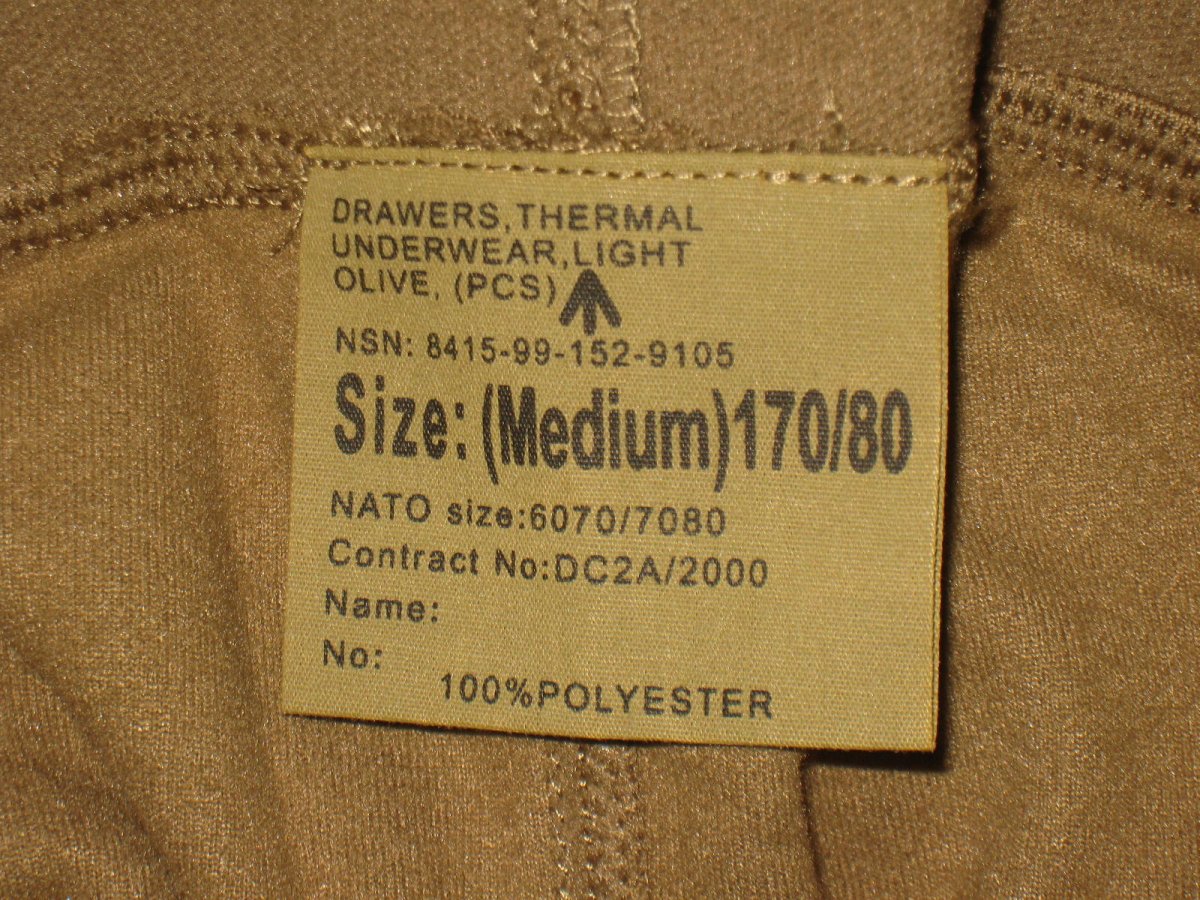 DRAWERS,THERMAL
UNDERWEAR,LIGHT
OLIVE, (PCS)
NSN: 8415-99-152-9105
Size: (Medium)170/80
NATO size:6070/7080
Contract No:DC2A/2000
Name:
No:
100%POLYESTER